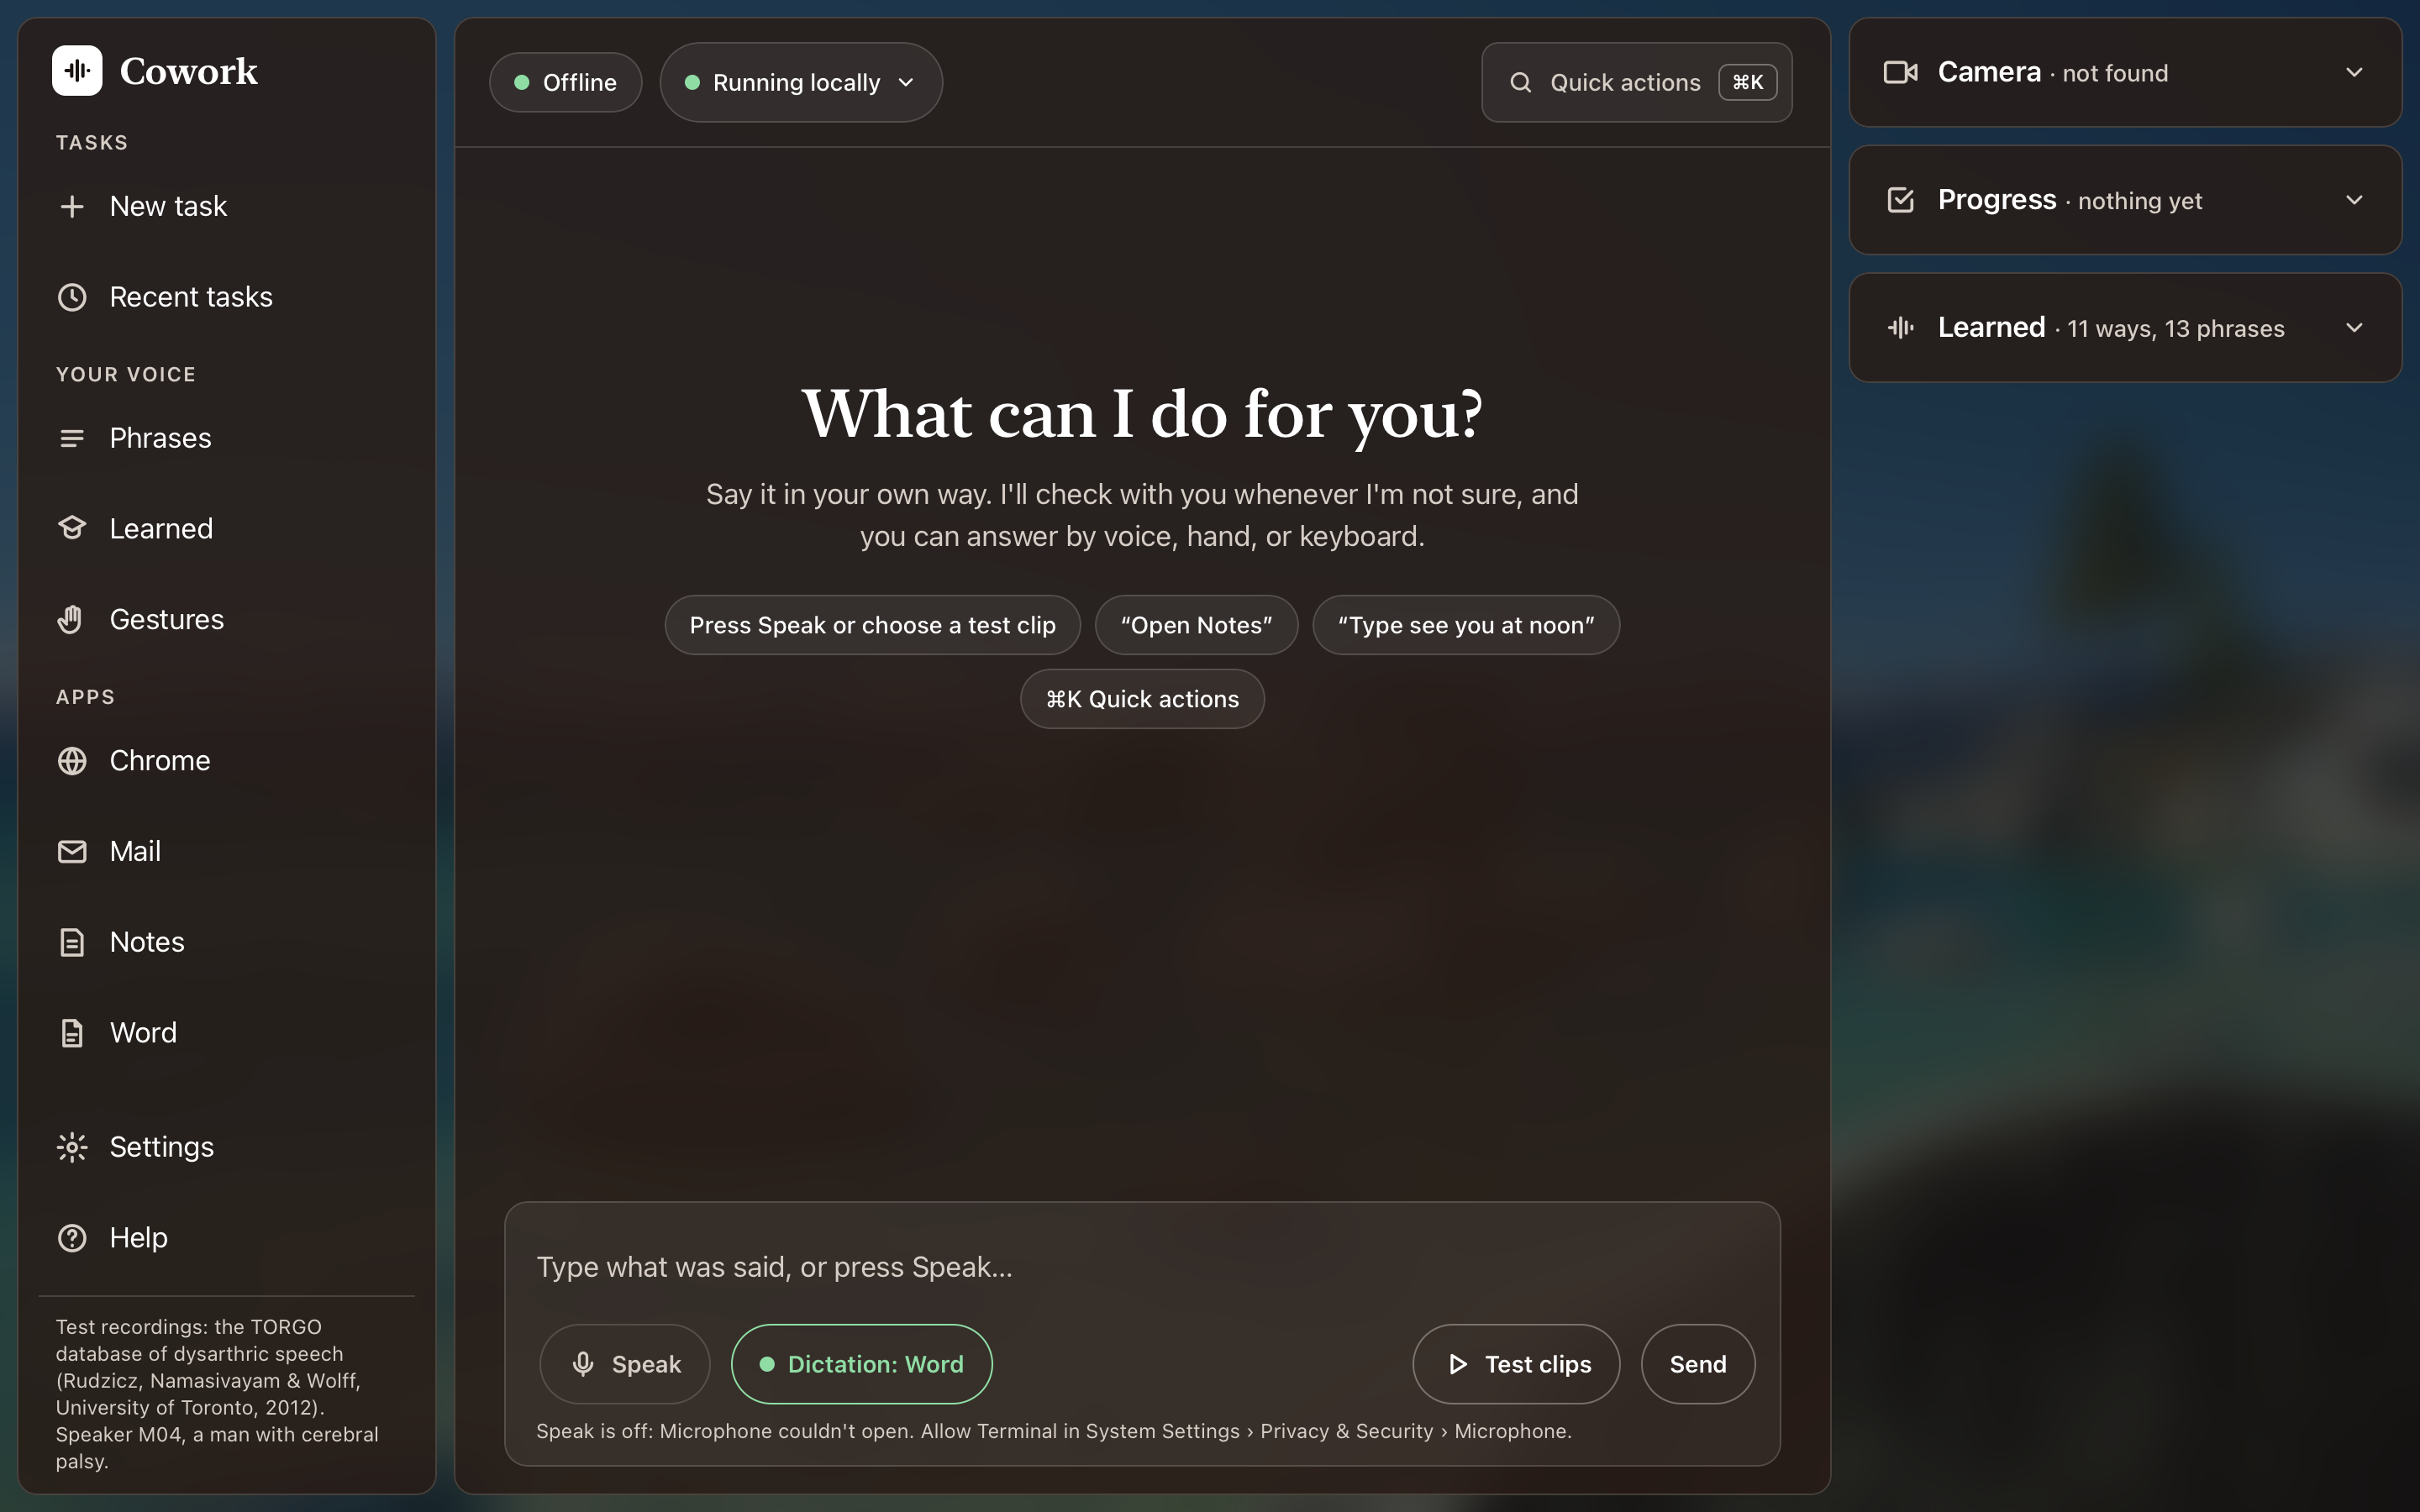 Cowork
TASKS
New task
Recent tasks
YOUR VOICE
Phrases
Learned
Gestures
APPS
Chrome
Mail
Notes
Word
Settings
Help
Test recordings: the TORGO
database of dysarthric speech
(Rudzicz, Namasivayam & Wolff,
University of Toronto, 2012).
Speaker M04, a man with cerebral
palsy.
Offline
Running locally
Quick actions ⌘K
What can I do for you?
Say it in your own way. I'll check with you whenever I'm not sure, and
you can answer by voice, hand, or keyboard.
Press Speak or choose a test clip
“Open Notes”
“Type see you at noon”
⌘K Quick actions
Type what was said, or press Speak...
Speak
Dictation: Word
Test clips
Send
Speak is off: Microphone couldn't open. Allow Terminal in System Settings › Privacy & Security › Microphone.
Camera · not found
Progress · nothing yet
Learned · 11 ways, 13 phrases